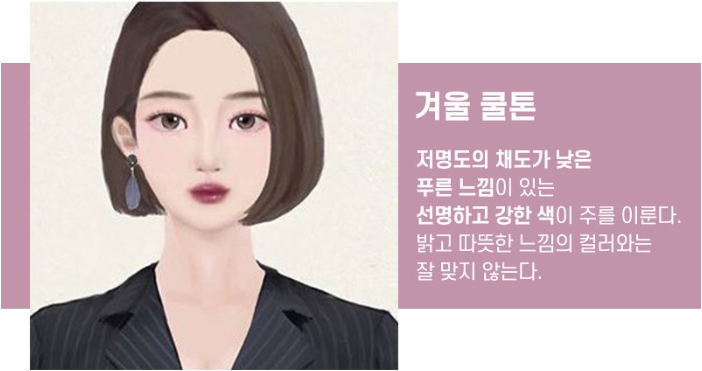 겨울 쿨톤
저명도의 채도가 낮은
푸른 느낌이 있는
선명하고 강한 색이 주를 이룬다.
밝고 따뜻한 느낌의 컬러와는
잘 맞지 않는다.